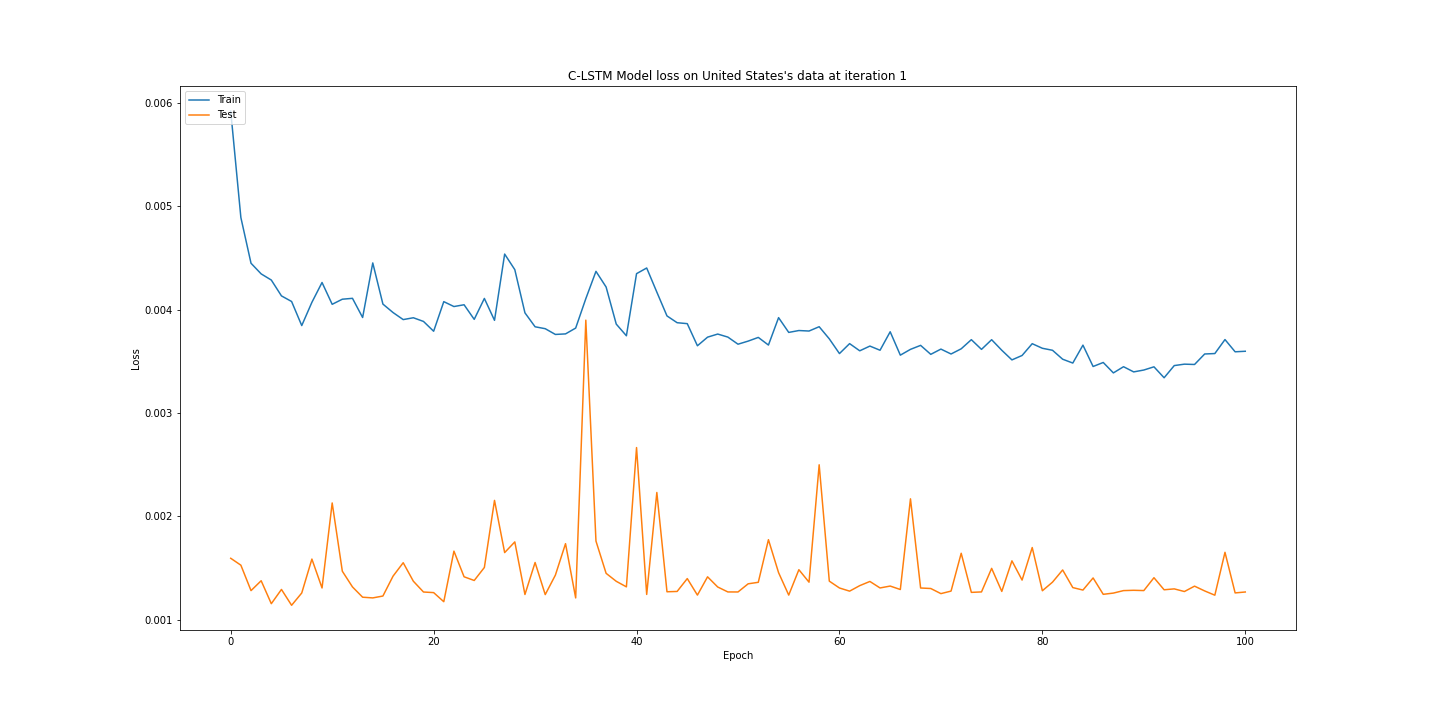 C-LSTM Model loss on United States's data at iteration 1
Train
Test
0.006
0.005
0.004
0.003
0.002
0.001
Loss
0 20 40 60 80 100
Epoch